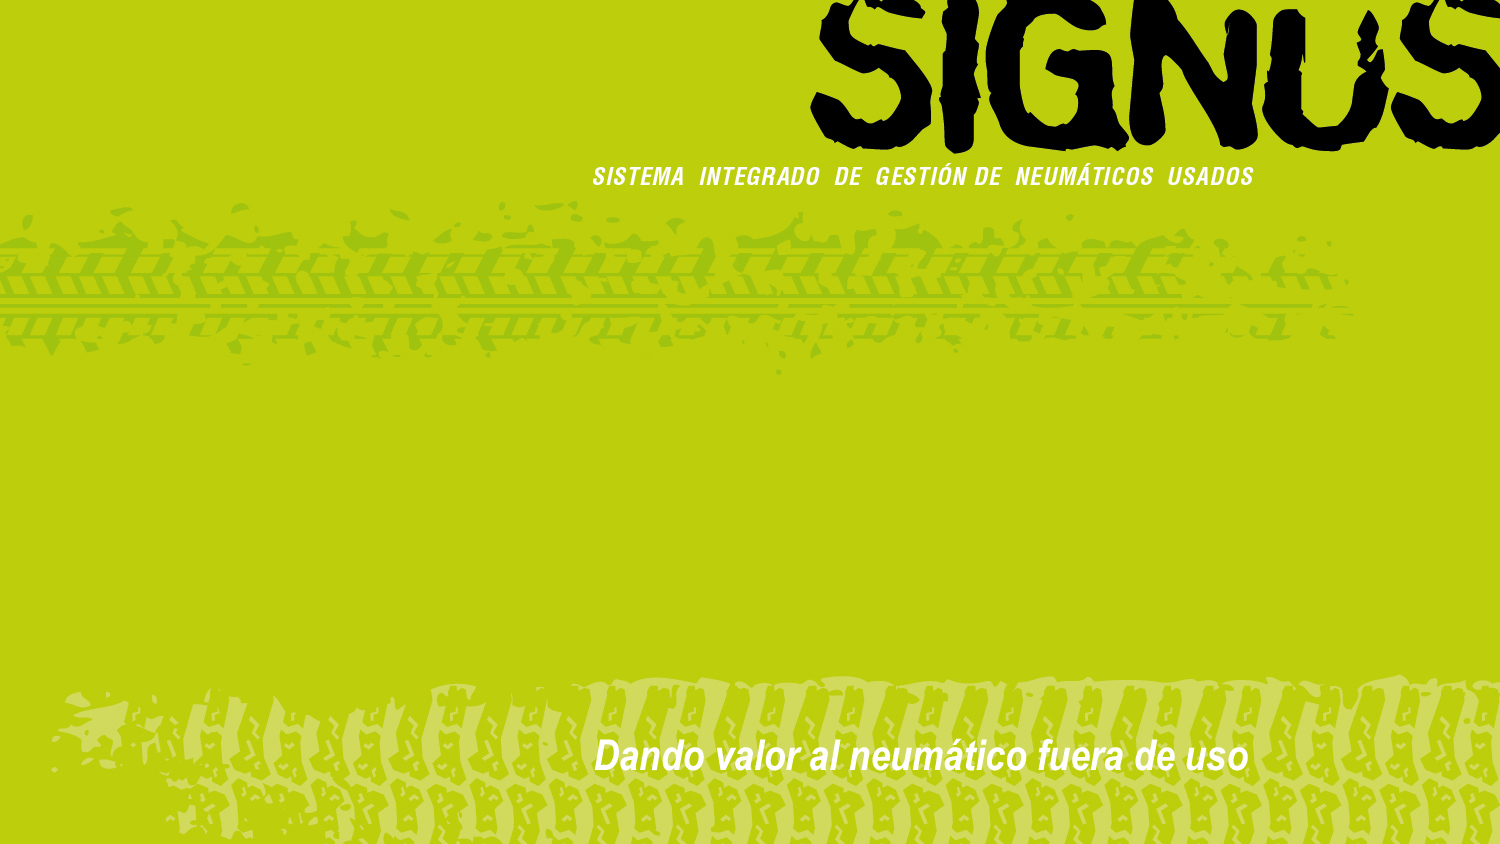 SIGNUS
SISTEMA INTEGRADO DE GESTIÓN DE NEUMÁTICOS USADOS
Dando valor al neumático fuera de uso